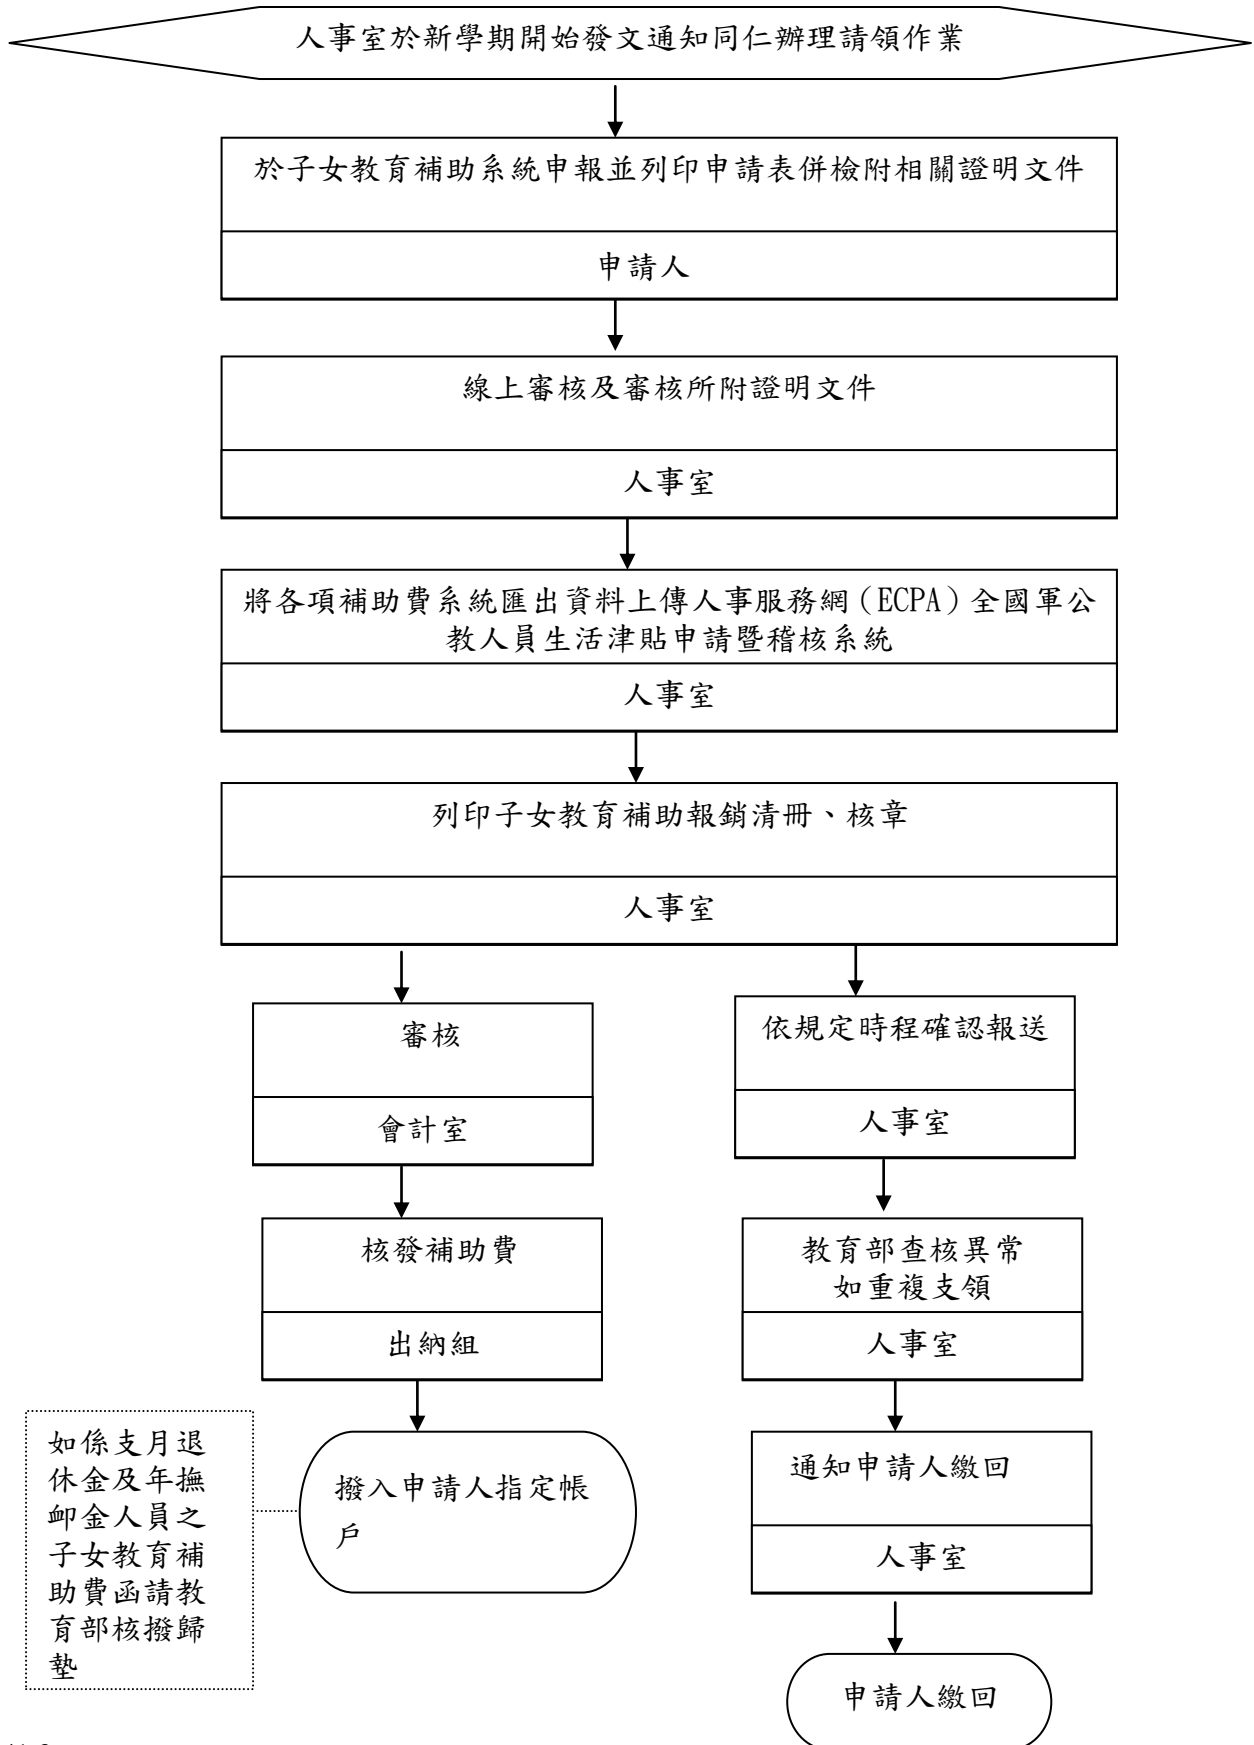 人事室於新學期開始發文通知同仁辦理請領作業
於子女教育補助系統申報並列印申請表併檢附相關證明文件
申請人
線上審核及審核所附證明文件
人事室
將各項補助費系統匯出資料上傳人事服務網(ECPA)全國軍公
教人員生活津貼申請暨稽核系統
人事室
列印子女教育補助報銷清冊、核章
人事室
審核
會計室
核發補助費
出納組
撥入申請人指定帳
戶
如係支月退
休金及年撫
卹金人員之
子女教育補
助費函請教
育部核撥歸
墊
依規定時程確認報送
人事室
教育部查核異常
如重複支領
人事室
通知申請人繳回
人事室
申請人繳回